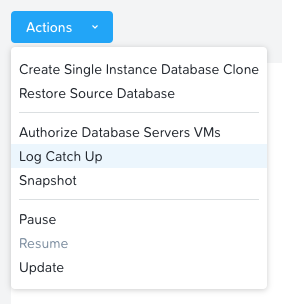 Actions
Create Single Instance Database Clone
Restore Source Database
Authorize Database Servers VMs
Log Catch Up
Snapshot
Pause
Resume
Update